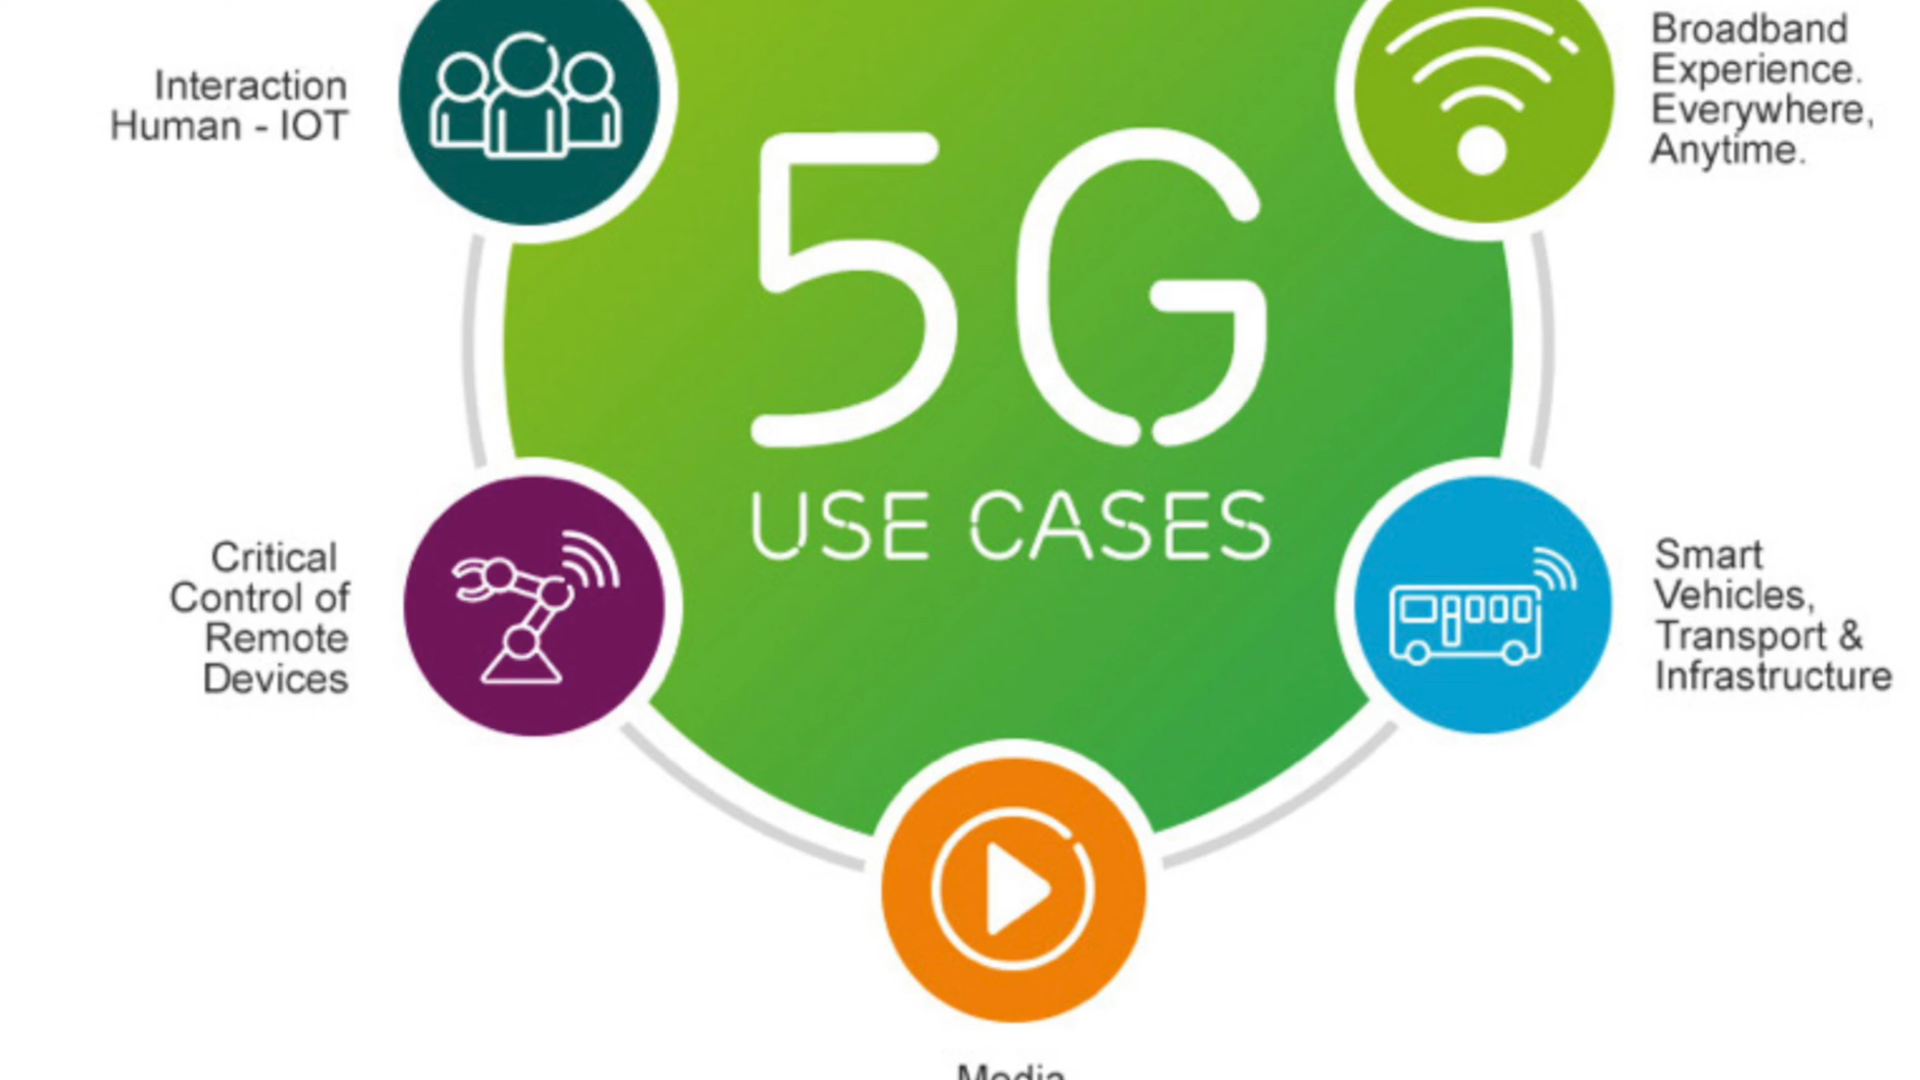 Interaction
Human - IOT
Broadband
Experience.
Everywhere,
Anytime.
5G
USE CASES
Critical
Control of
Remote
Devices
Smart
Vehicles,
Transport &
Infrastructure
Media